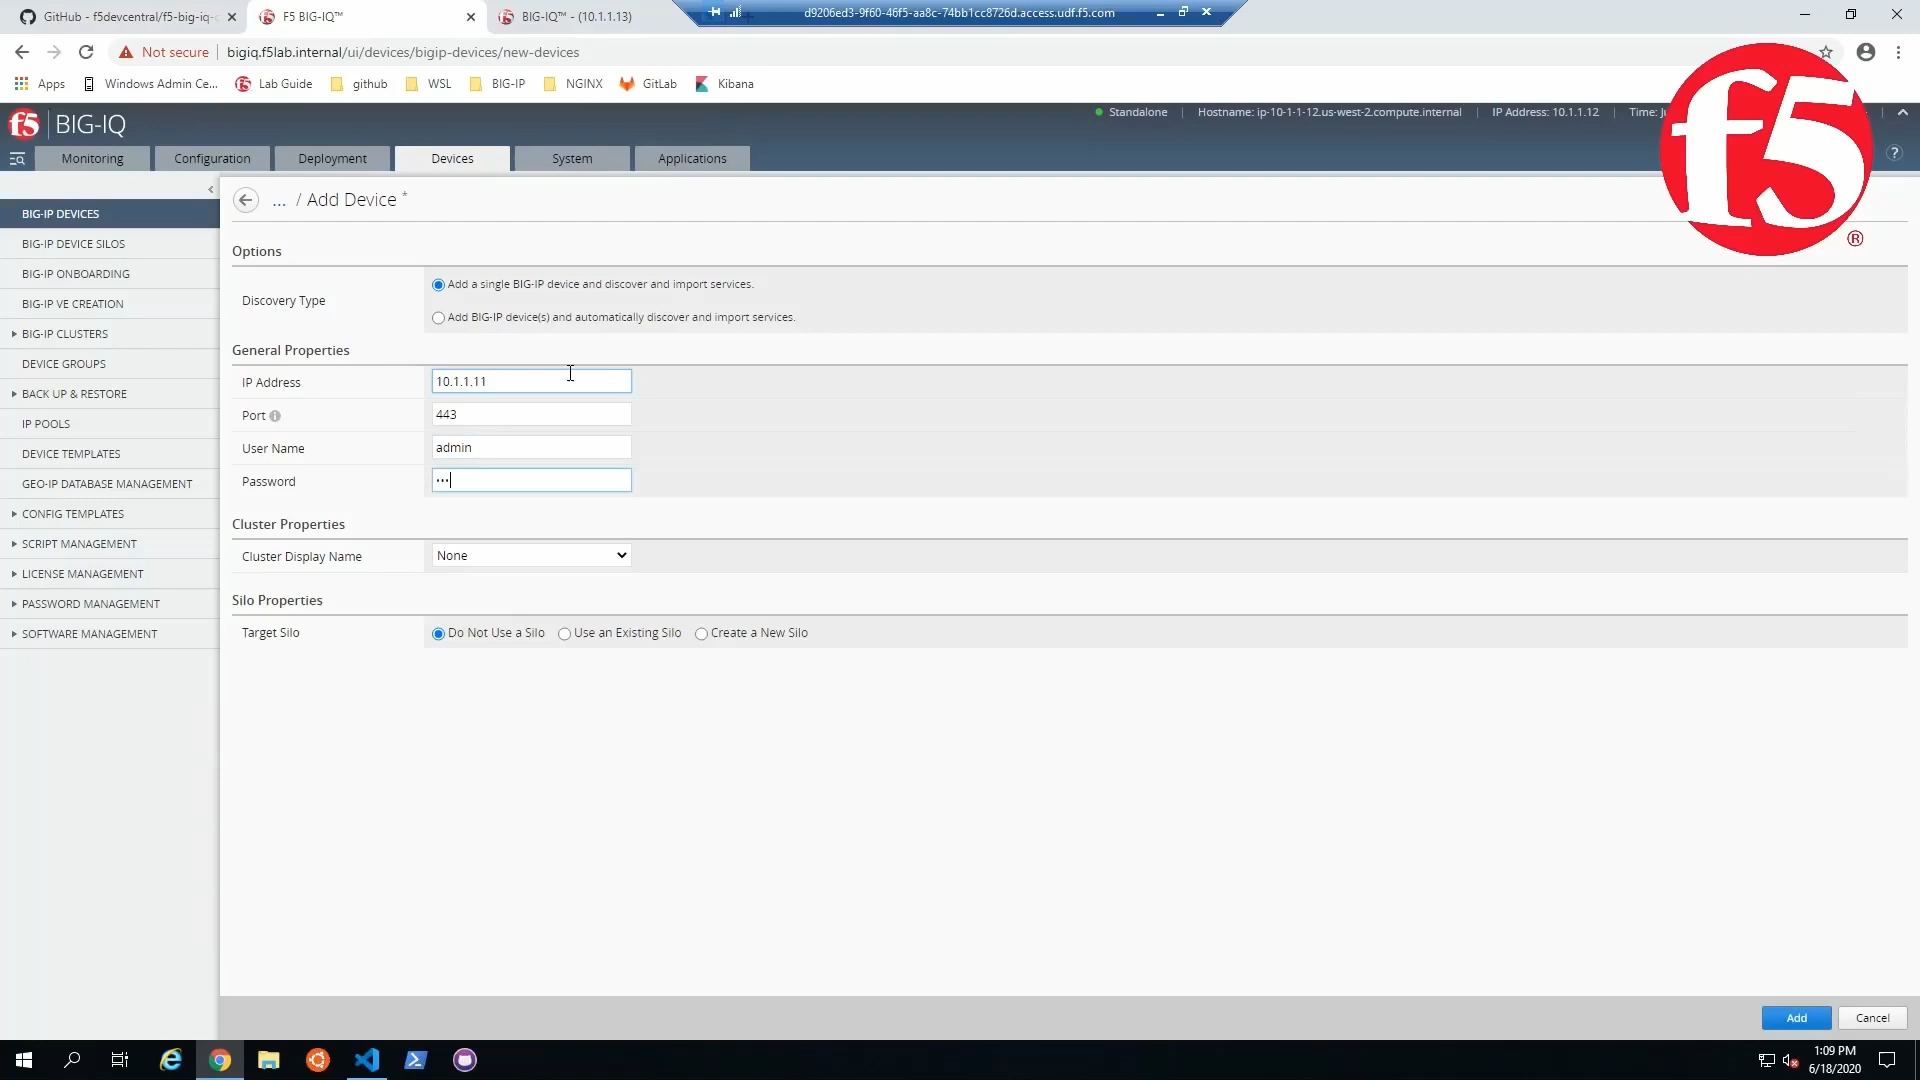 GitHub - f5devcentral/f5-big-iq-
F5 BIG-IQ™
BIG-IQ™ - (10.1.1.13)
d9206ed3-9f60-46f5-aa8c-74bb1cc8726d.access.udf.f5.com
Not secure
bigiq.f5lab.internal/ui/devices/bigip-devices/new-devices
Apps
Windows Admin Ce...
Lab Guide
github
WSL
BIG-IP
NGINX
GitLab
Kibana
f5
BIG-IQ
Standalone
Hostname: ip-10-1-1-12.us-west-2.compute.internal
IP Address: 10.1.1.12
Time:
f5
®
Monitoring
Configuration
Deployment
Devices
System
Applications
BIG-IP DEVICES
BIG-IP DEVICE SILOS
BIG-IP ONBOARDING
BIG-IP VE CREATION
BIG-IP CLUSTERS
DEVICE GROUPS
BACK UP & RESTORE
IP POOLS
DEVICE TEMPLATES
GEO-IP DATABASE MANAGEMENT
CONFIG TEMPLATES
SCRIPT MANAGEMENT
LICENSE MANAGEMENT
PASSWORD MANAGEMENT
SOFTWARE MANAGEMENT
... / Add Device *
Options
Discovery Type
Add a single BIG-IP device and discover and import services.
Add BIG-IP device(s) and automatically discover and import services.
General Properties
IP Address
10.1.1.11
Port
443
User Name
admin
Password
•••
Cluster Properties
Cluster Display Name
None
Silo Properties
Target Silo
Do Not Use a Silo
Use an Existing Silo
Create a New Silo
Add
Cancel
1:09 PM
6/18/2020